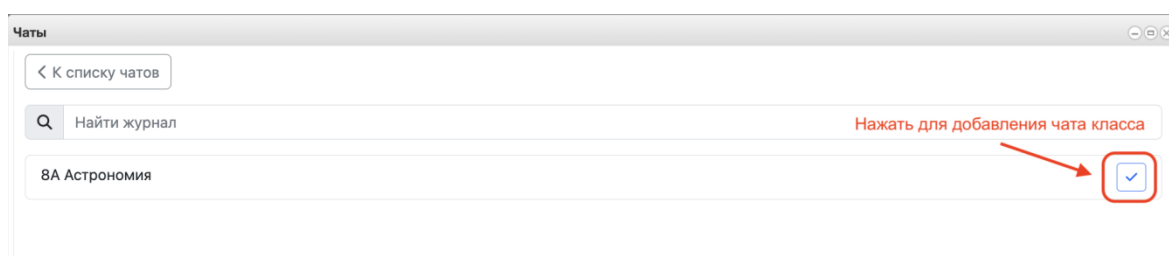 Чаты
К списку чатов
Найти журнал
Нажать для добавления чата класса
8А Астрономия